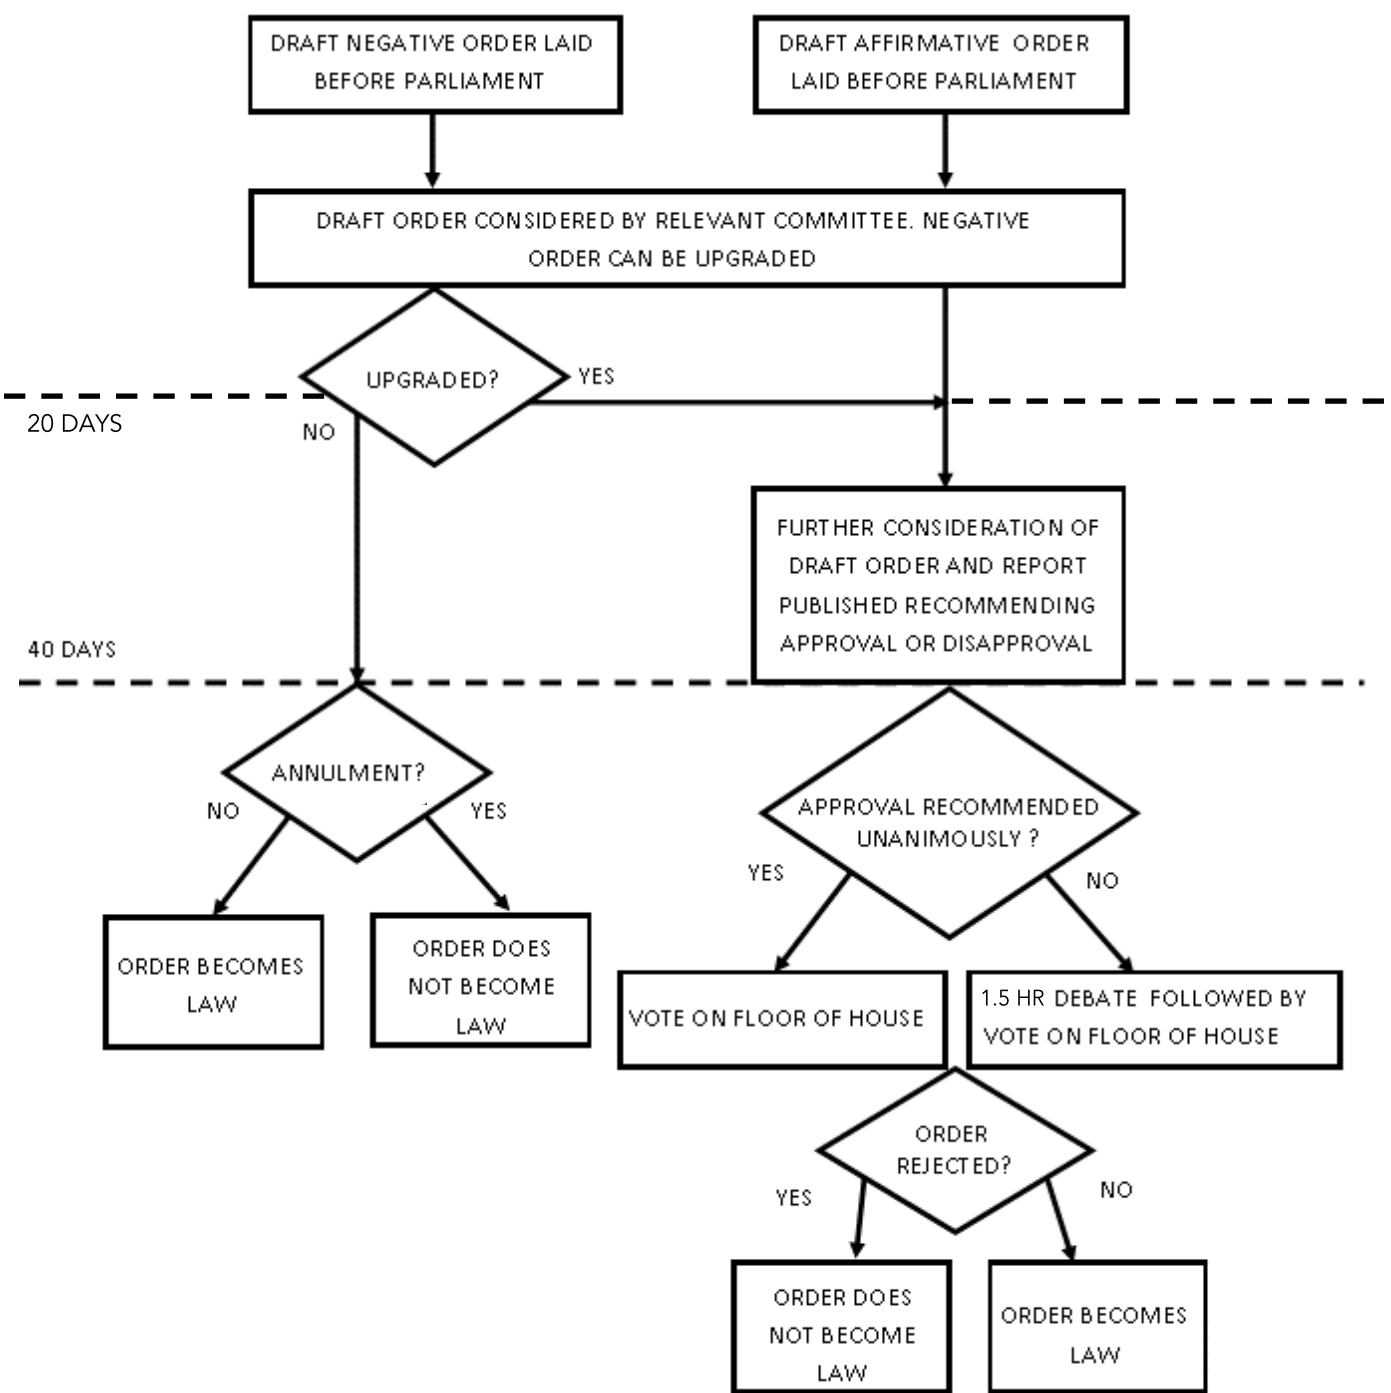 DRAFT NEGATIVE ORDER LAID
BEFORE PARLIAMENT
DRAFT AFFIRMATIVE ORDER
LAID BEFORE PARLIAMENT
DRAFT ORDER CONSIDERED BY RELEVANT COMMITTEE. NEGATIVE
ORDER CAN BE UPGRADED
UPGRADED?
YES
20 DAYS
NO
FURTHER CONSIDERATION OF
DRAFT ORDER AND REPORT
PUBLISHED RECOMMENDING
APPROVAL OR DISAPPROVAL
40 DAYS
ANNULMENT?
NO
YES
APPROVAL RECOMMENDED
UNANIMOUSLY ?
YES
NO
ORDER BECOMES
LAW
ORDER DOES
NOT BECOME
LAW
VOTE ON FLOOR OF HOUSE
1.5 HR DEBATE FOLLOWED BY
VOTE ON FLOOR OF HOUSE
ORDER
REJECTED?
YES
NO
ORDER DOES
NOT BECOME
LAW
ORDER BECOMES
LAW